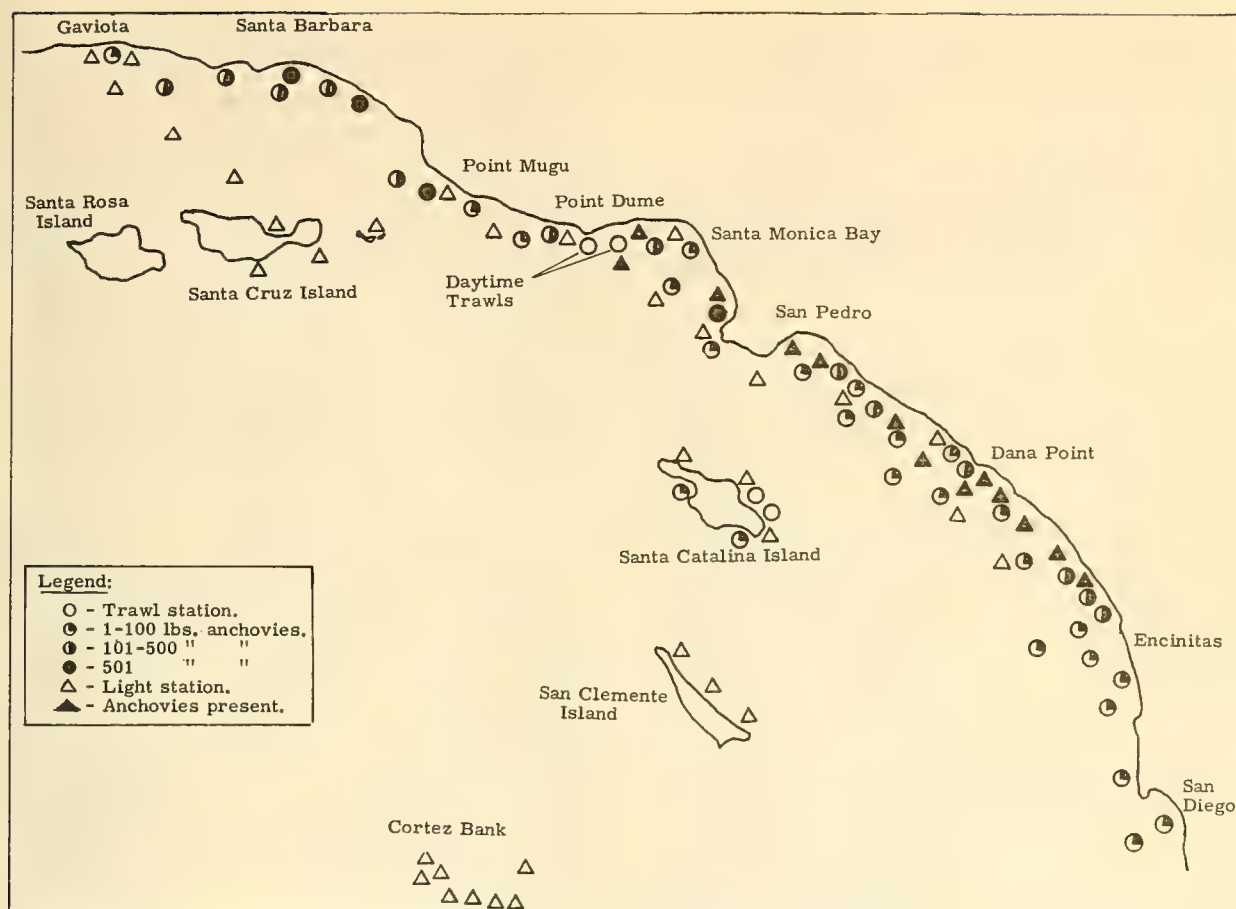 Gaviota
Santa Barbara
Point Mugu
Santa Rosa
Island
Point Dume
Santa Monica Bay
Daytime
Trawls
Santa Cruz Island
San Pedro
Dana Point
Santa Catalina Island
Legend:
- Trawl station.
- 1-100 lbs. anchovies.
- 101-500 " "
- 501 " "
- Light station.
- Anchovies present.
Encinitas
San Clemente
Island
San
Diego
Cortez Bank